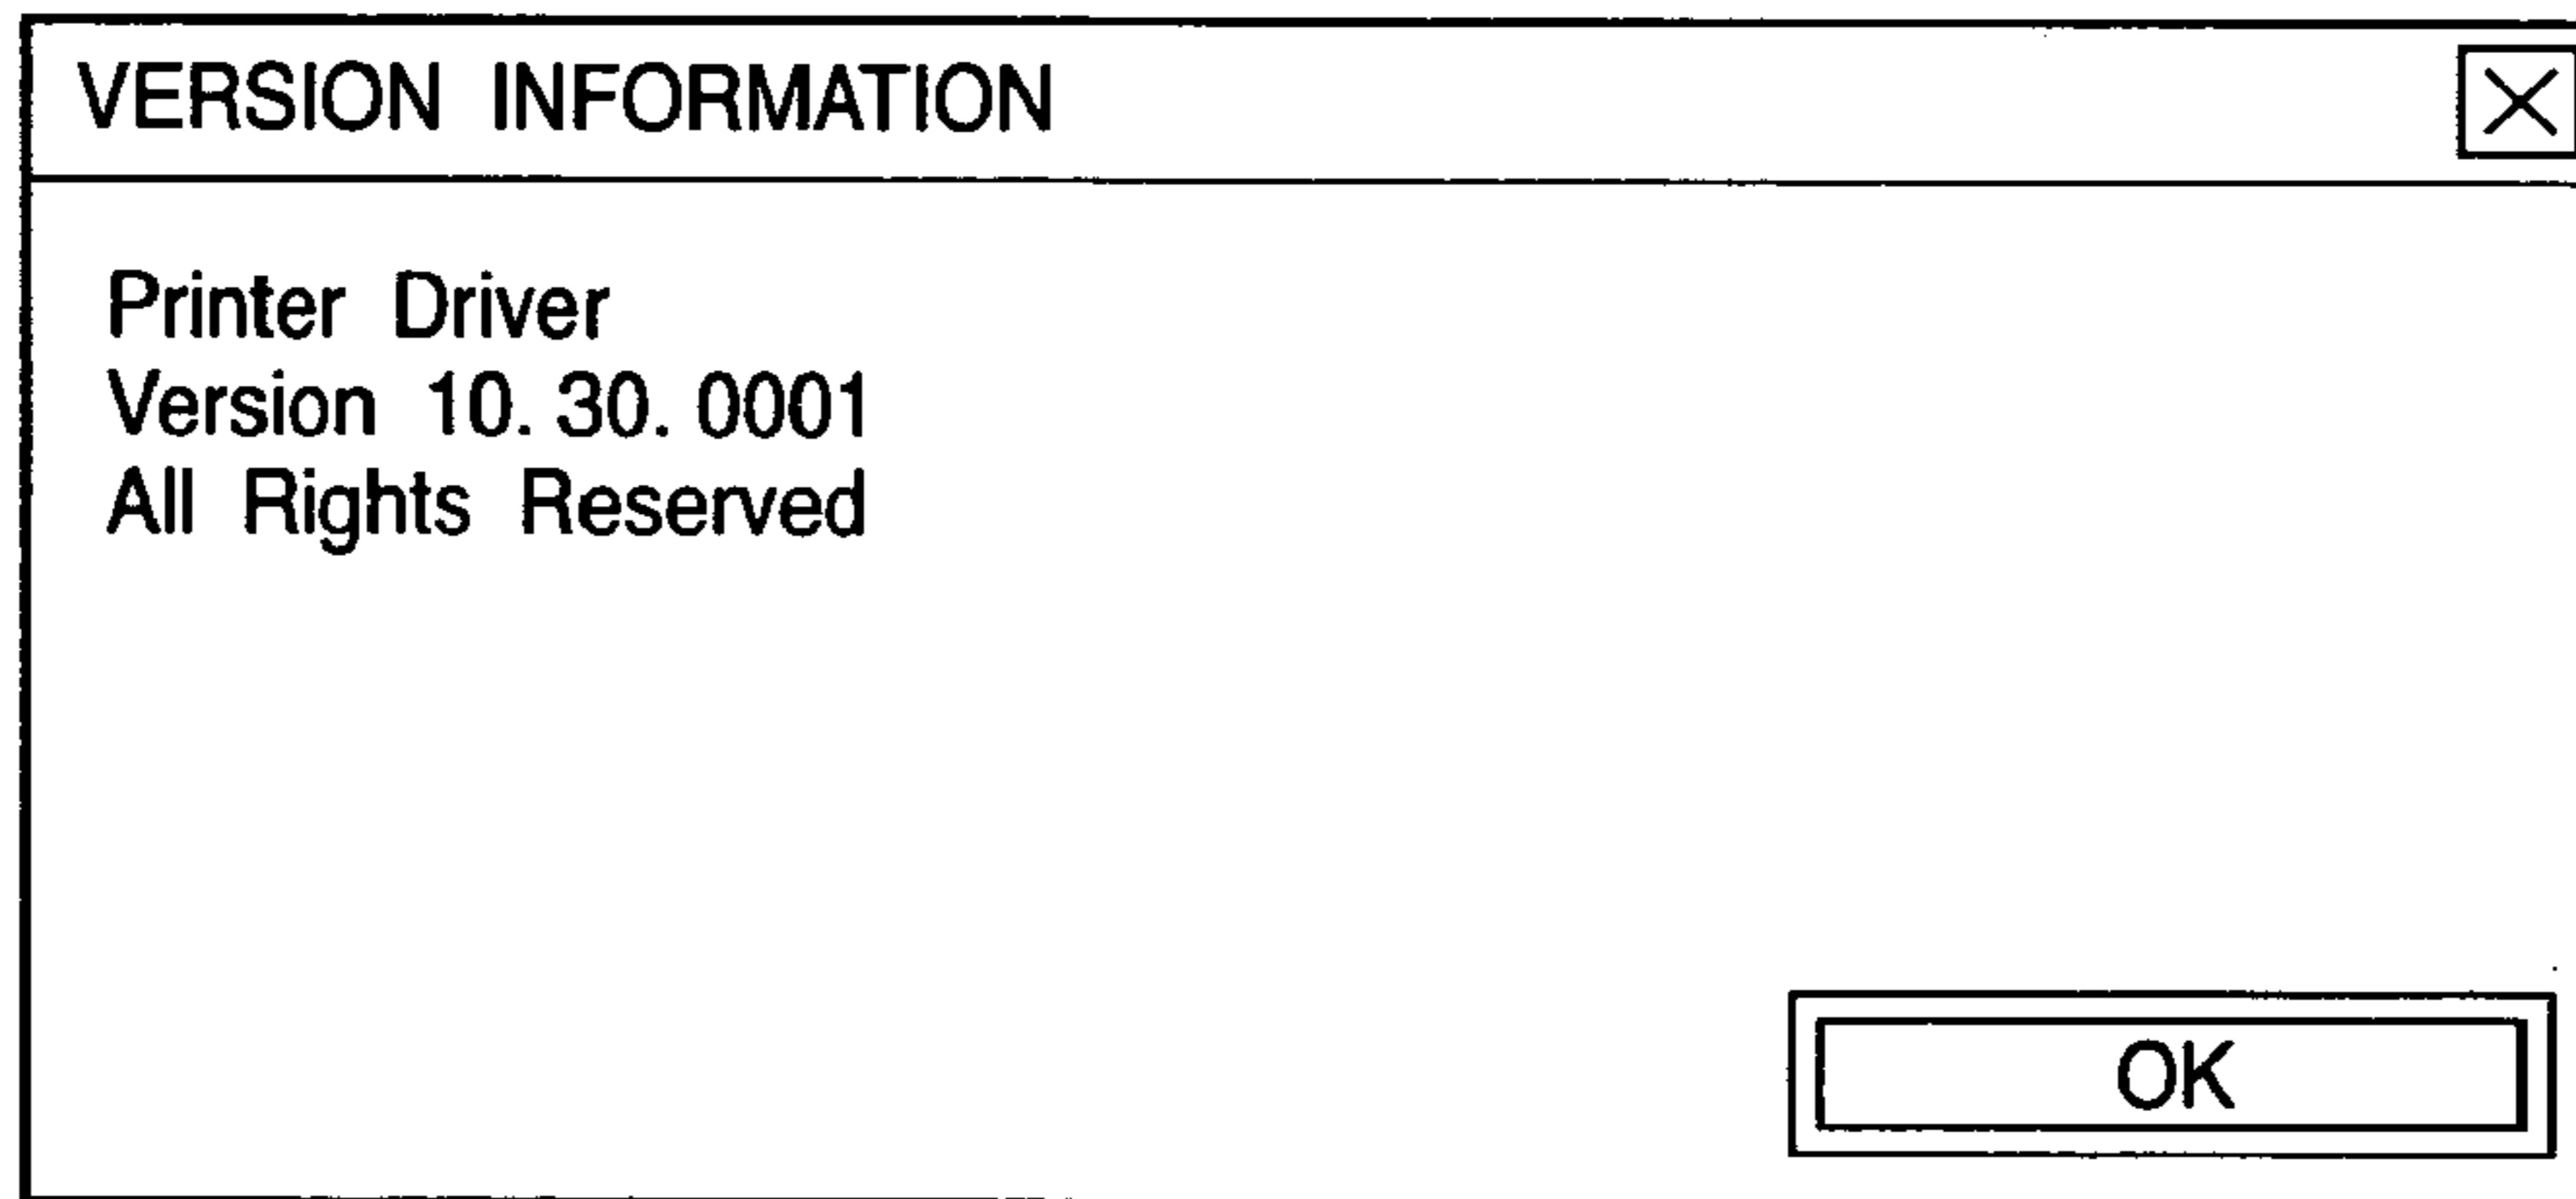 VERSION INFORMATION
Printer Driver
Version 10. 30. 0001
All Rights Reserved
OK